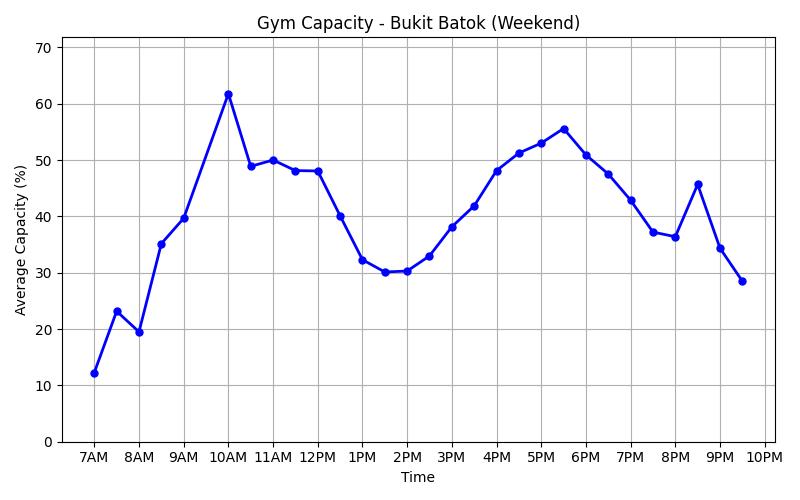 Gym Capacity - Bukit Batok (Weekend)
Average Capacity (%)
70
60
50
40
30
20
10
0
7AM 8AM 9AM 10AM 11AM 12PM 1PM 2PM 3PM 4PM 5PM 6PM 7PM 8PM 9PM 10PM
Time